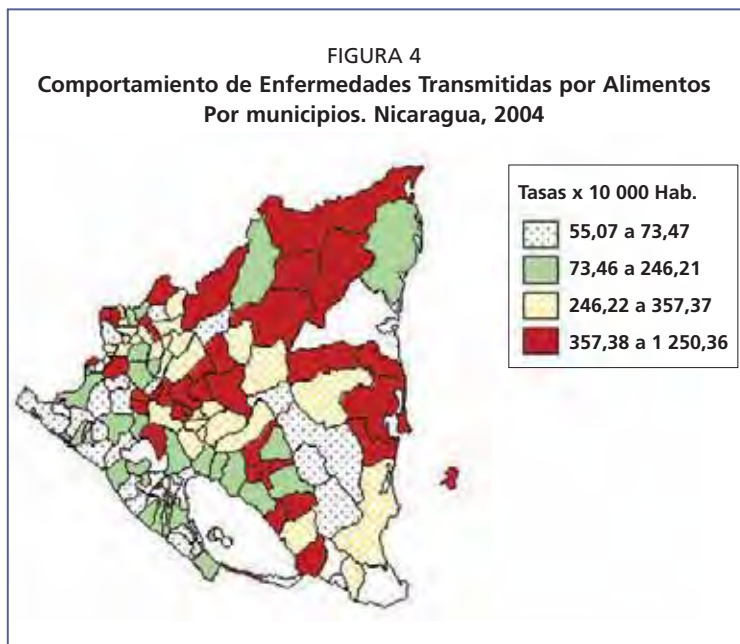 FIGURA 4
Comportamiento de Enfermedades Transmitidas por Alimentos
Por municipios. Nicaragua, 2004
Tasas x 10 000 Hab.
55,07 a 73,47
73,46 a 246,21
246,22 a 357,37
357,38 a 1 250,36